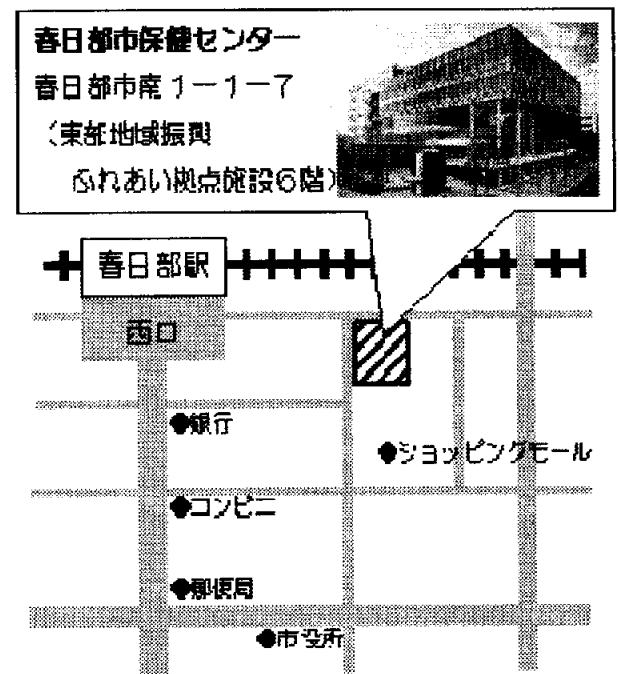 春日部市保健センター
春日部市南1-1-7
(東部地域振興
ふれあい拠点施設6階)
春日部駅
西口
●銀行
●ショッピングモール
●コンビニ
●郵便局
●市役所